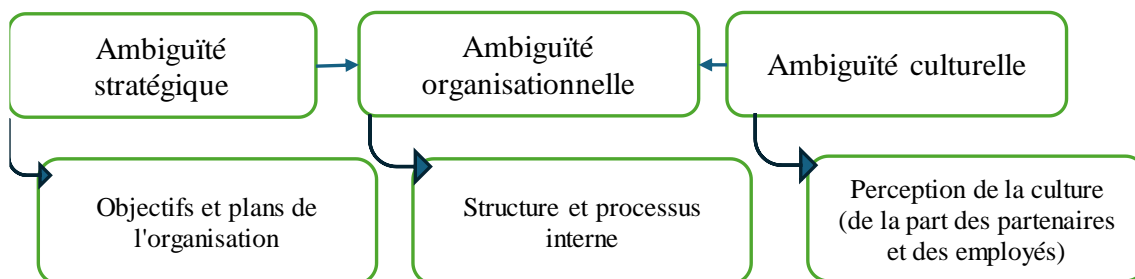 Ambiguïté
stratégique
Ambiguïté
organisationnelle
Ambiguïté culturelle
Objectifs et plans de
l'organisation
Structure et processus
interne
Perception de la culture
(de la part des partenaires
et des employés)